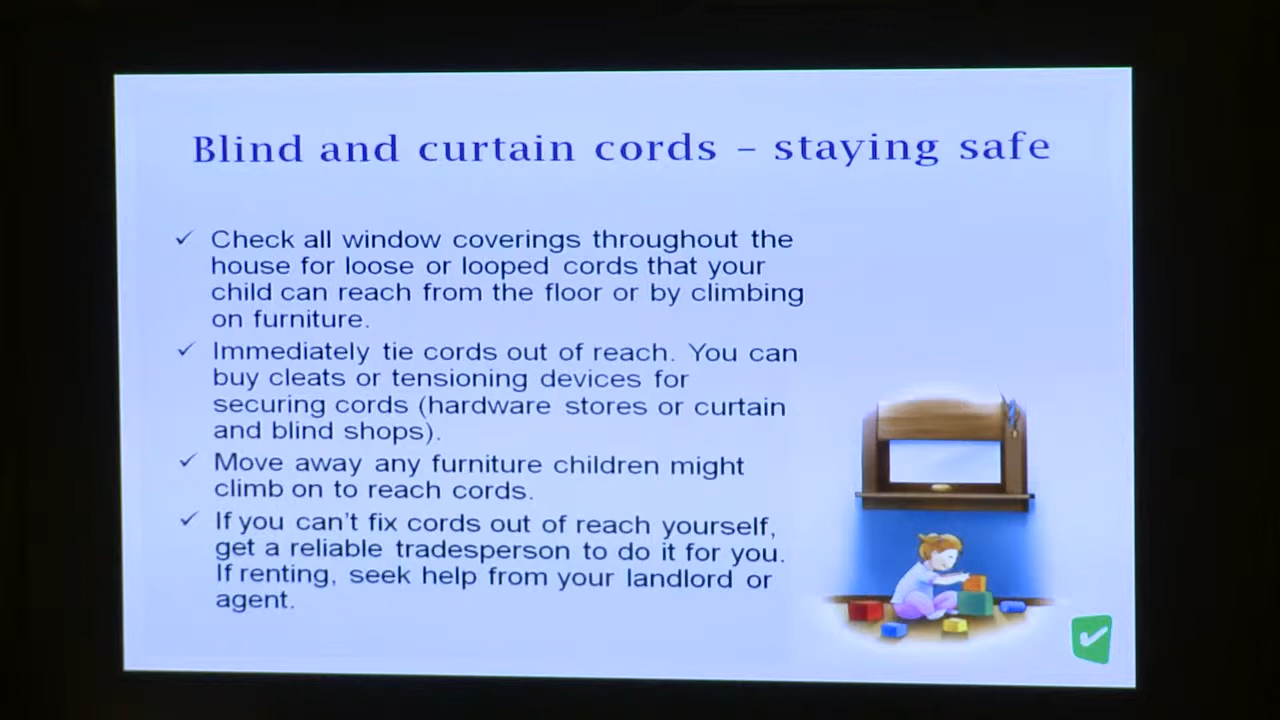 Blind and curtain cords – staying safe
✓ Check all window coverings throughout the
house for loose or looped cords that your
child can reach from the floor or by climbing
on furniture.
✓ Immediately tie cords out of reach. You can
buy cleats or tensioning devices for
securing cords (hardware stores or curtain
and blind shops).
✓ Move away any furniture children might
climb on to reach cords.
✓ If you can't fix cords out of reach yourself,
get a reliable tradesperson to do it for you.
If renting, seek help from your landlord or
agent.